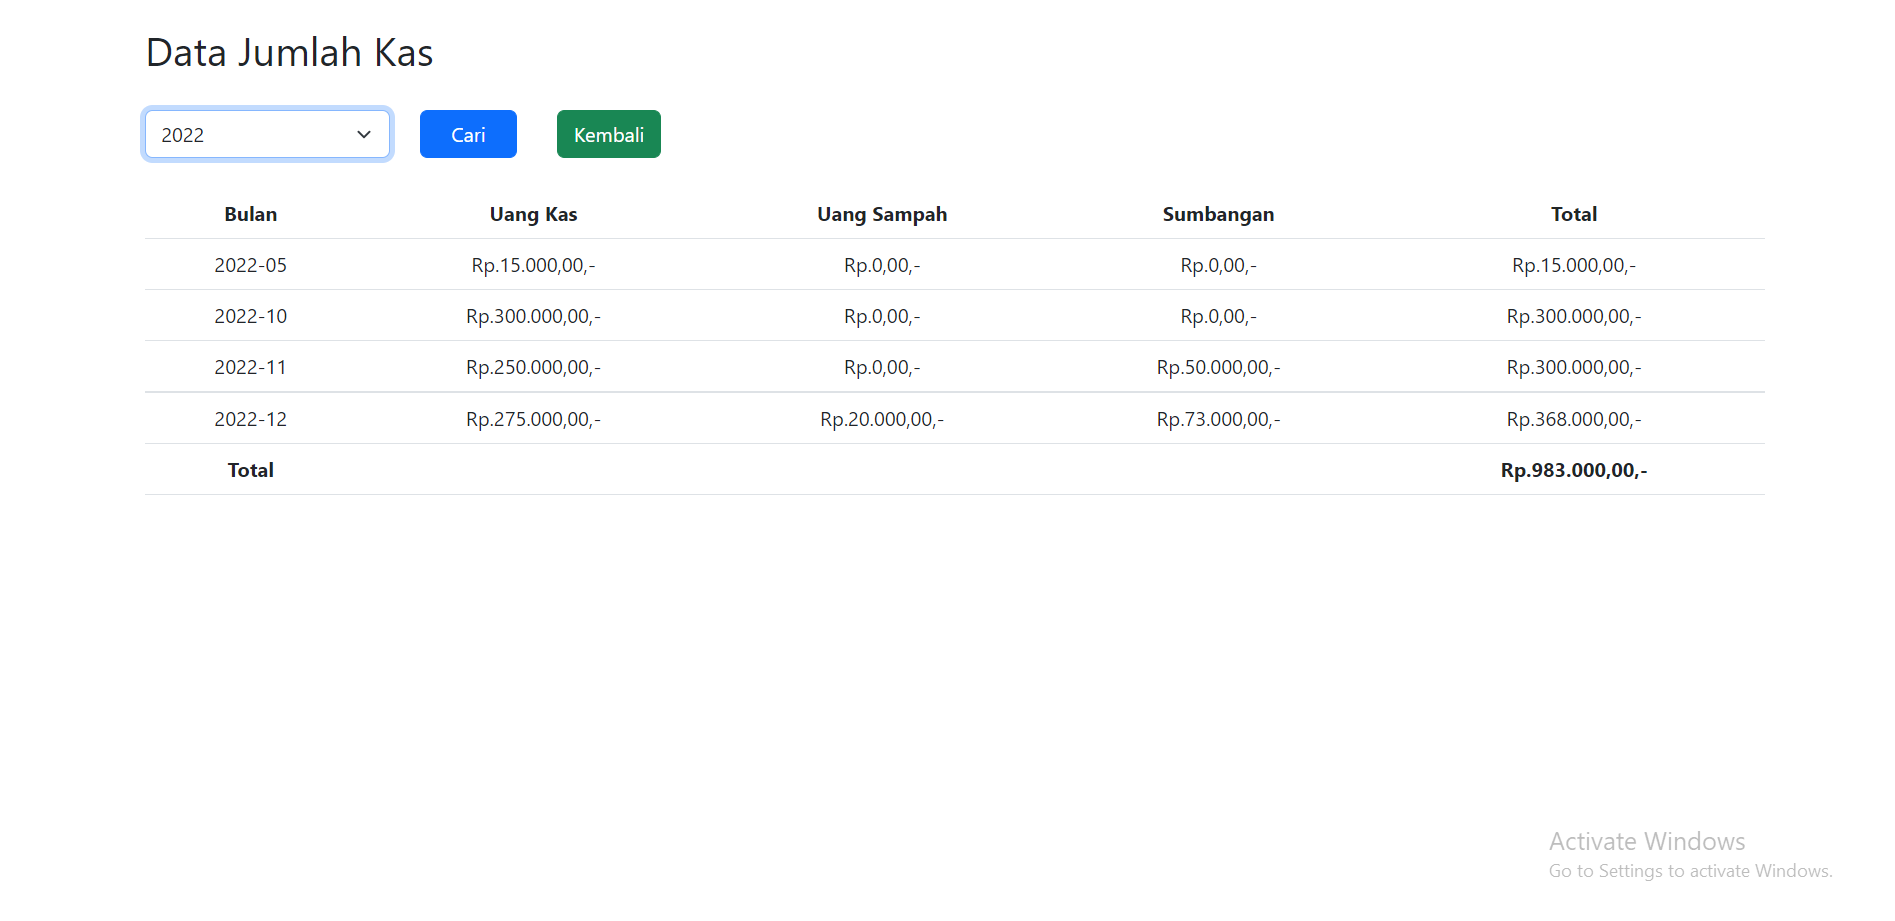 Data Jumlah Kas
2022 Cari Kembali
Bulan Uang Kas Uang Sampah Sumbangan Total
2022-05 Rp.15.000,00,- Rp.0,00,- Rp.0,00,- Rp.15.000,00,-
2022-10 Rp.300.000,00,- Rp.0,00,- Rp.0,00,- Rp.300.000,00,-
2022-11 Rp.250.000,00,- Rp.0,00,- Rp.50.000,00,- Rp.300.000,00,-
2022-12 Rp.275.000,00,- Rp.20.000,00,- Rp.73.000,00,- Rp.368.000,00,-
Total Rp.983.000,00,-
Activate Windows
Go to Settings to activate Windows.